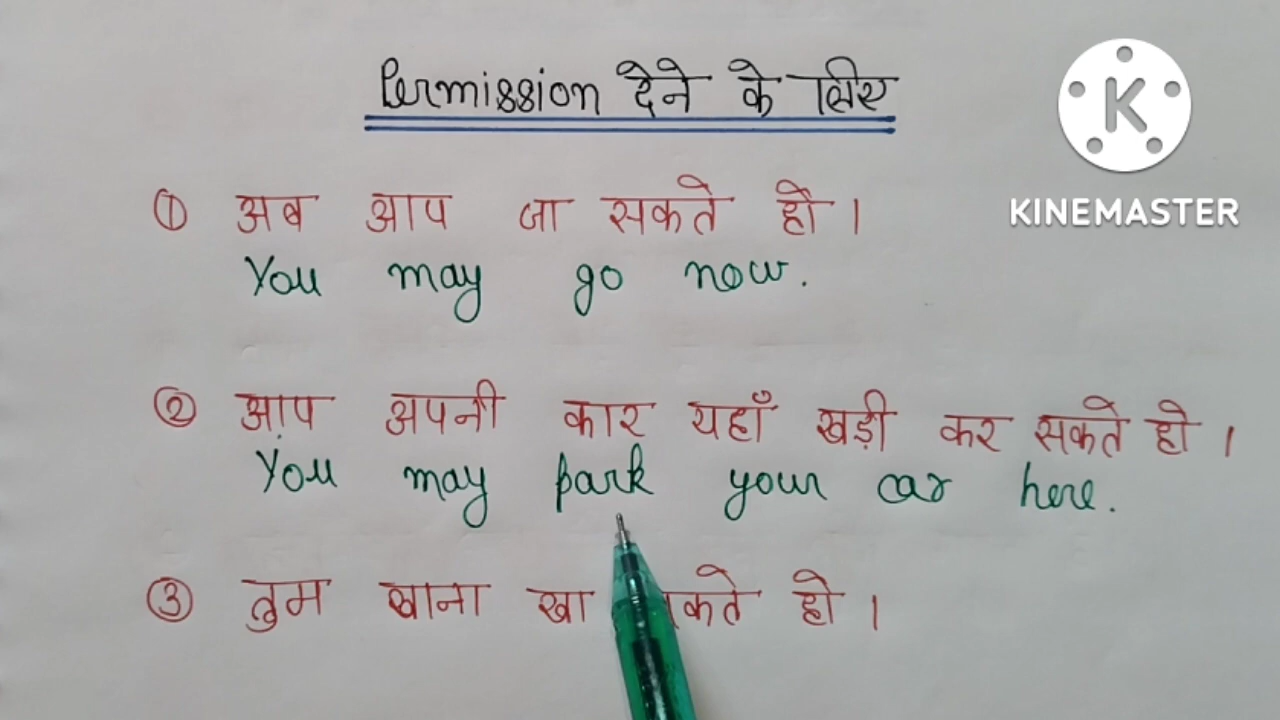 Permission देने के लिए
K
KINEMASTER
① अब आप जा सकते हो।
You may go now.
② आप अपनी कार यहाँ खड़ी कर सकते हो।
You may park your car here.
③ तुम खाना खा सकते हो।